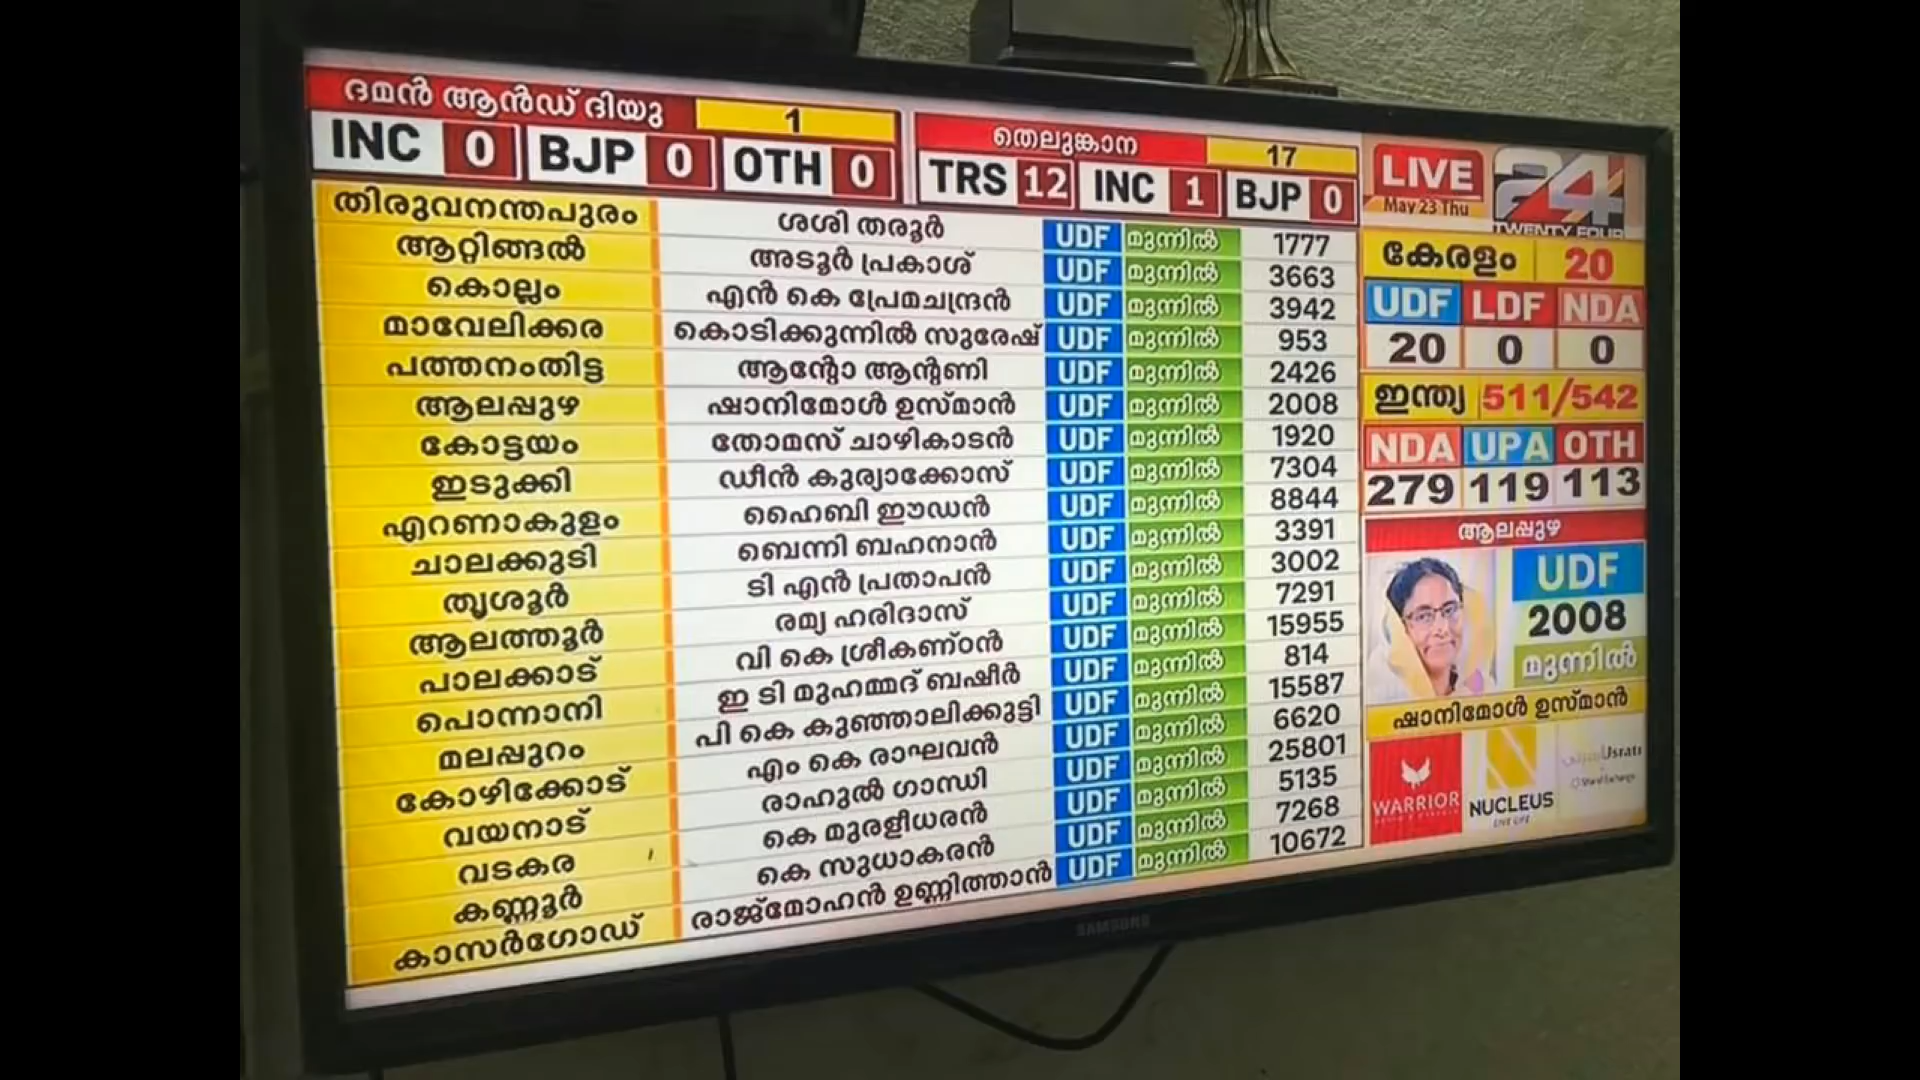 ദമൻ ആൻഡ് ദിയു 1
INC 0 BJP 0 OTH 0
തെലുങ്കാന 17
TRS 12 INC 1 BJP 0
LIVE
May 23 Thu
24
TWENTY FOUR
തിരുവനന്തപുരം ശശി തരൂർ UDF മുന്നിൽ 1777
ആറ്റിങ്ങൽ അടൂർ പ്രകാശ് UDF മുന്നിൽ 3663
കൊല്ലം എൻ കെ പ്രേമചന്ദ്രൻ UDF മുന്നിൽ 3942
മാവേലിക്കര കൊടിക്കുന്നിൽ സുരേഷ് UDF മുന്നിൽ 953
പത്തനംതിട്ട ആന്റോ ആന്റണി UDF മുന്നിൽ 2426
ആലപ്പുഴ ഷാനിമോൾ ഉസ്മാൻ UDF മുന്നിൽ 2008
കോട്ടയം തോമസ് ചാഴികാടൻ UDF മുന്നിൽ 1920
ഇടുക്കി ഡീൻ കുര്യാക്കോസ് UDF മുന്നിൽ 7304
എറണാകുളം ഹൈബി ഈഡൻ UDF മുന്നിൽ 8844
ചാലക്കുടി ബെന്നി ബഹനാൻ UDF മുന്നിൽ 3391
തൃശൂർ ടി എൻ പ്രതാപൻ UDF മുന്നിൽ 3002
ആലത്തൂർ രമ്യ ഹരിദാസ് UDF മുന്നിൽ 7291
പാലക്കാട് വി കെ ശ്രീകണ്ഠൻ UDF മുന്നിൽ 15955
പൊന്നാനി ഇ ടി മുഹമ്മദ് ബഷീർ UDF മുന്നിൽ 814
മലപ്പുറം പി കെ കുഞ്ഞാലിക്കുട്ടി UDF മുന്നിൽ 15587
കോഴിക്കോട് എം കെ രാഘവൻ UDF മുന്നിൽ 6620
വയനാട് രാഹുൽ ഗാന്ധി UDF മുന്നിൽ 25801
വടകര കെ മുരളീധരൻ UDF മുന്നിൽ 5135
കണ്ണൂർ കെ സുധാകരൻ UDF മുന്നിൽ 7268
കാസർഗോഡ് രാജ്മോഹൻ ഉണ്ണിത്താൻ UDF മുന്നിൽ 10672
കേരളം 20
UDF LDF NDA
20 0 0
ഇന്ത്യ 511/542
NDA UPA OTH
279 119 113
ആലപ്പുഴ
UDF
2008
മുന്നിൽ
ഷാനിമോൾ ഉസ്മാൻ
WARRIOR
NUCLEUS
LIVE LIFE
SAMSUNG